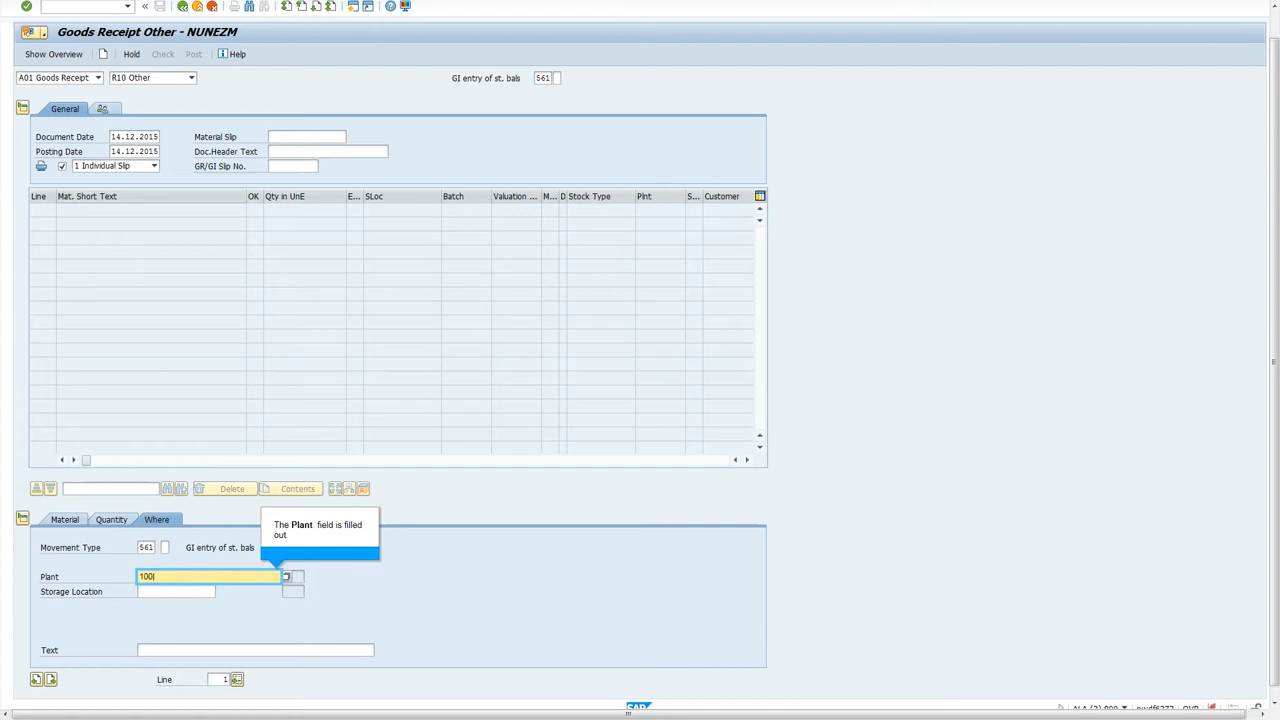 Goods Receipt Other - NUNEZM
Show Overview Hold Check Post Help
A01 Goods Receipt R10 Other GI entry of st. bals 561
General
Document Date 14.12.2015 Material Slip
Posting Date 14.12.2015 Doc.Header Text
1 Individual Slip GR/GI Slip No.
Line Mat. Short Text OK Qty in UnE E... SLoc Batch Valuation ... M... D Stock Type Plnt S... Customer
Delete Contents
Material Quantity Where
The Plant field is filled
out.
Movement Type 561 GI entry of st. bals
Plant 100
Storage Location
Text
Line 1
SAP